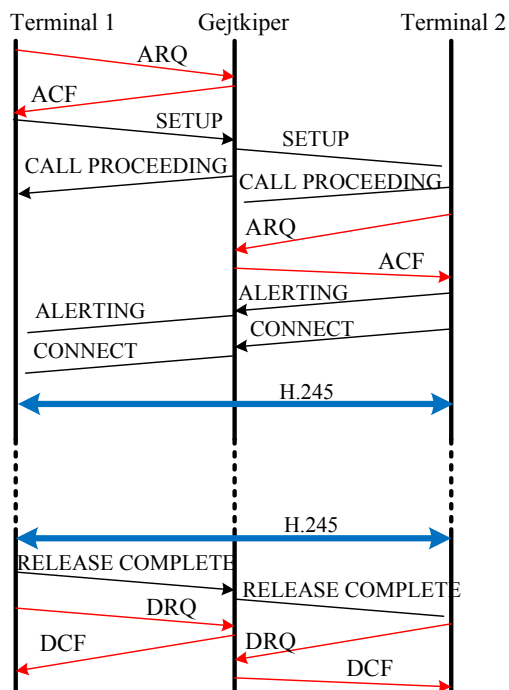 Terminal 1 Gejtkiper Terminal 2
ARQ
ACF
SETUP
SETUP
CALL PROCEEDING
CALL PROCEEDING
ARQ
ACF
ALERTING
ALERTING
CONNECT
CONNECT
H.245
H.245
RELEASE COMPLETE
RELEASE COMPLETE
DRQ
DRQ
DCF
DCF